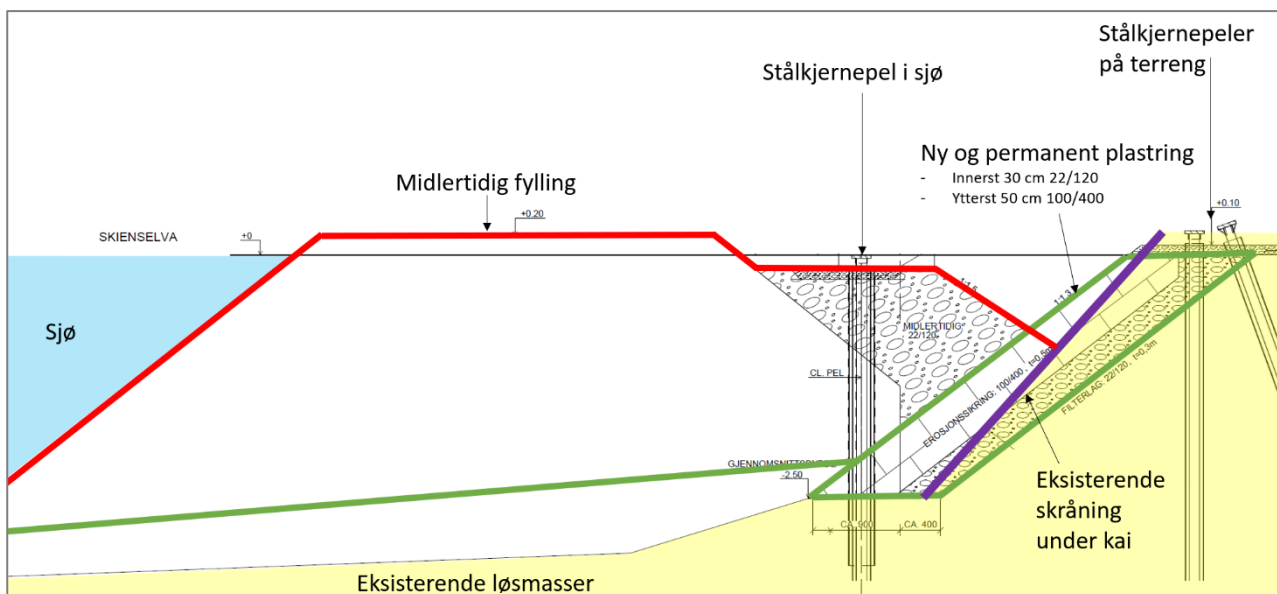 Stålkjernepeler
på terreng
Stålkjernepel i sjø
Ny og permanent plastring
- Innerst 30 cm 22/120
- Ytterst 50 cm 100/400
Midlertidig fylling
+0.20
+0.10
SKIENSELVA
+0
1:1.5
1:1.3
Sjø
MIDLERTIDIG
22/120
CL. PEL
EROSJONSSIKRING: 100/400, t=0,5m
FILTERLAG: 22/120, t=0,3m
-2.50
Eksisterende
skråning
under kai
CA. 900
CA. 400
Eksisterende løsmasser